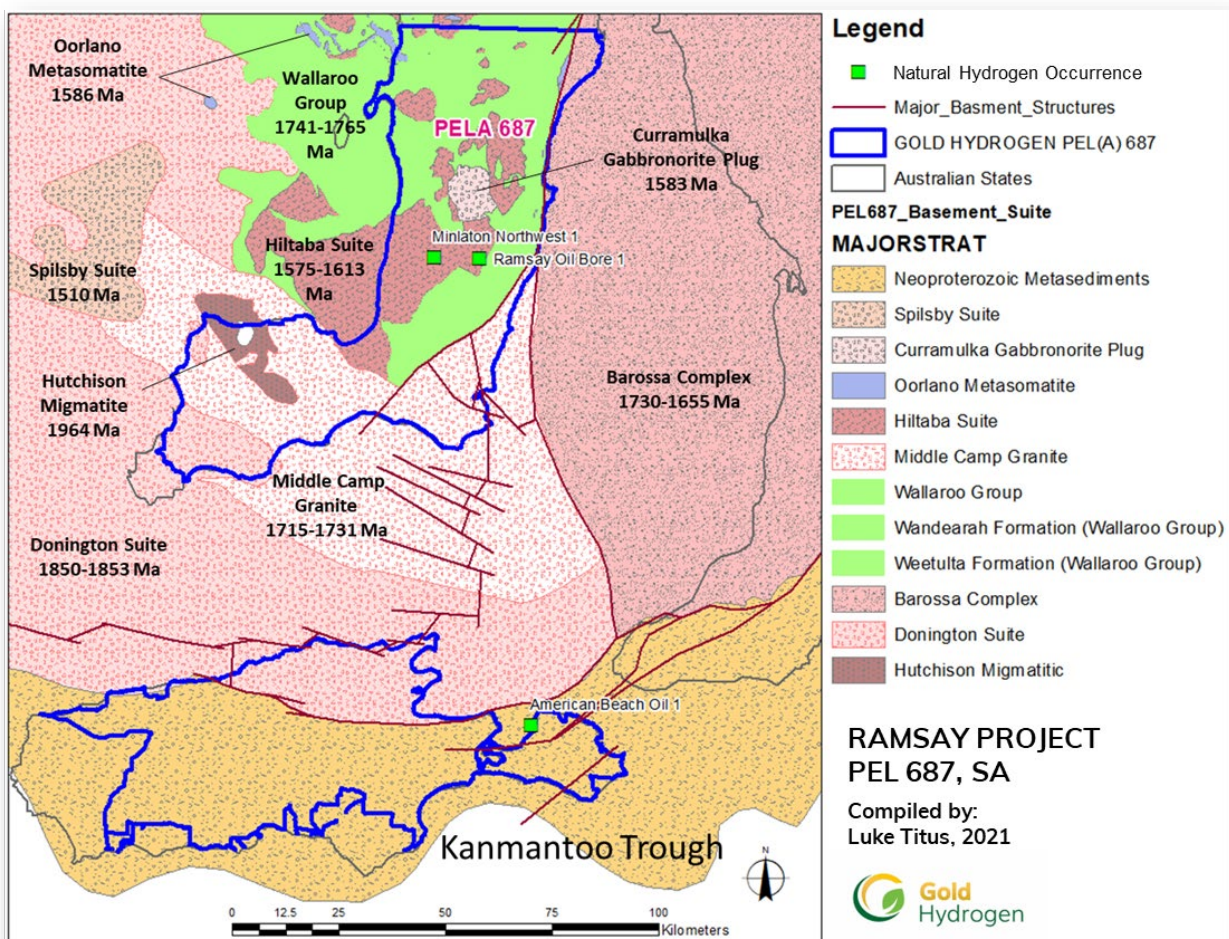 Oorlano
Metasomatite
1586 Ma
Wallaroo
Group
1741-1765
Ma
PELA 687
Curramulka
Gabbronorite Plug
1583 Ma
Minlaton Northwest 1
Ramsay Oil Bore 1
Hiltaba Suite
1575-1613
Ma
Spilsby Suite
1510 Ma
Hutchison
Migmatite
1964 Ma
Barossa Complex
1730-1655 Ma
Middle Camp
Granite
1715-1731 Ma
Donington Suite
1850-1853 Ma
American Beach Oil 1
Kanmantoo Trough
N
0 12.5 25 50 75 100
Kilometers
Legend
Natural Hydrogen Occurrence
Major_Basment_Structures
GOLD HYDROGEN PEL(A) 687
Australian States
PEL687_Basement_Suite
MAJORSTRAT
Neoproterozoic Metasediments
Spilsby Suite
Curramulka Gabbronorite Plug
Oorlano Metasomatite
Hiltaba Suite
Middle Camp Granite
Wallaroo Group
Wandearah Formation (Wallaroo Group)
Weetulta Formation (Wallaroo Group)
Barossa Complex
Donington Suite
Hutchison Migmatitic
RAMSAY PROJECT
PEL 687, SA
Compiled by:
Luke Titus, 2021
Gold
Hydrogen